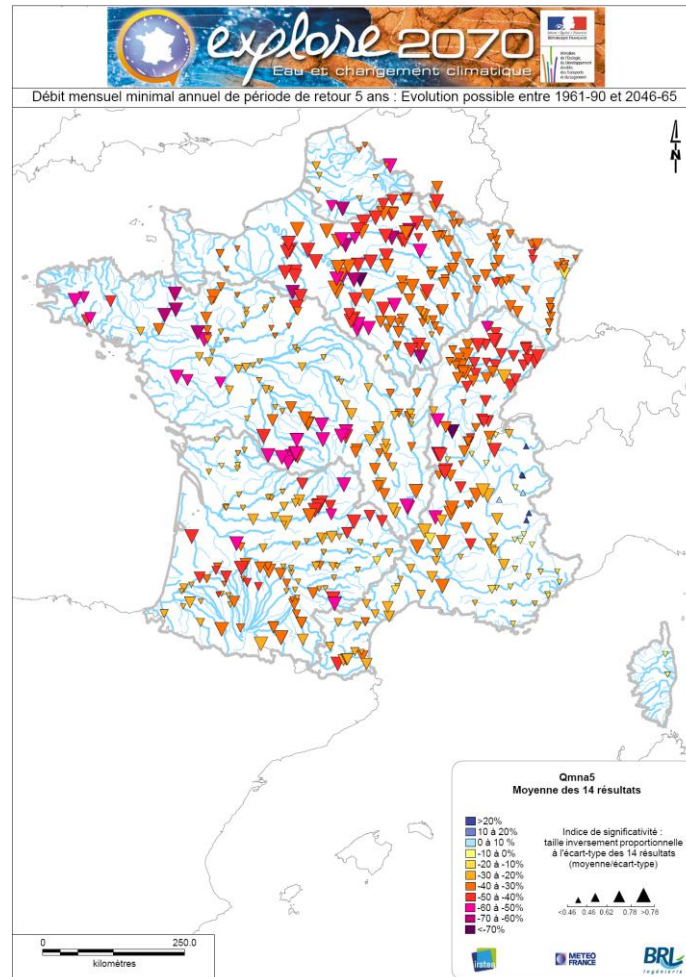 explore 2070
Eau et changement climatique
Débit mensuel minimal annuel de période de retour 5 ans : Evolution possible entre 1961-90 et 2046-65
N
Qmna5
Moyenne des 14 résultats
>20%
10 à 20%
0 à 10 %
-10 à 0%
-20 à -10%
-30 à -20%
-40 à -30%
-50 à -40%
-60 à -50%
-70 à -60%
<-70%
Indice de significativité :
taille inversement proportionnelle
à l'écart-type des 14 résultats
(moyenne/écart-type)
<0.46 0.46 0.62 0.78 >0.78
0 250.0
kilomètres
irstea
METEO
FRANCE
BRL
Ingénierie